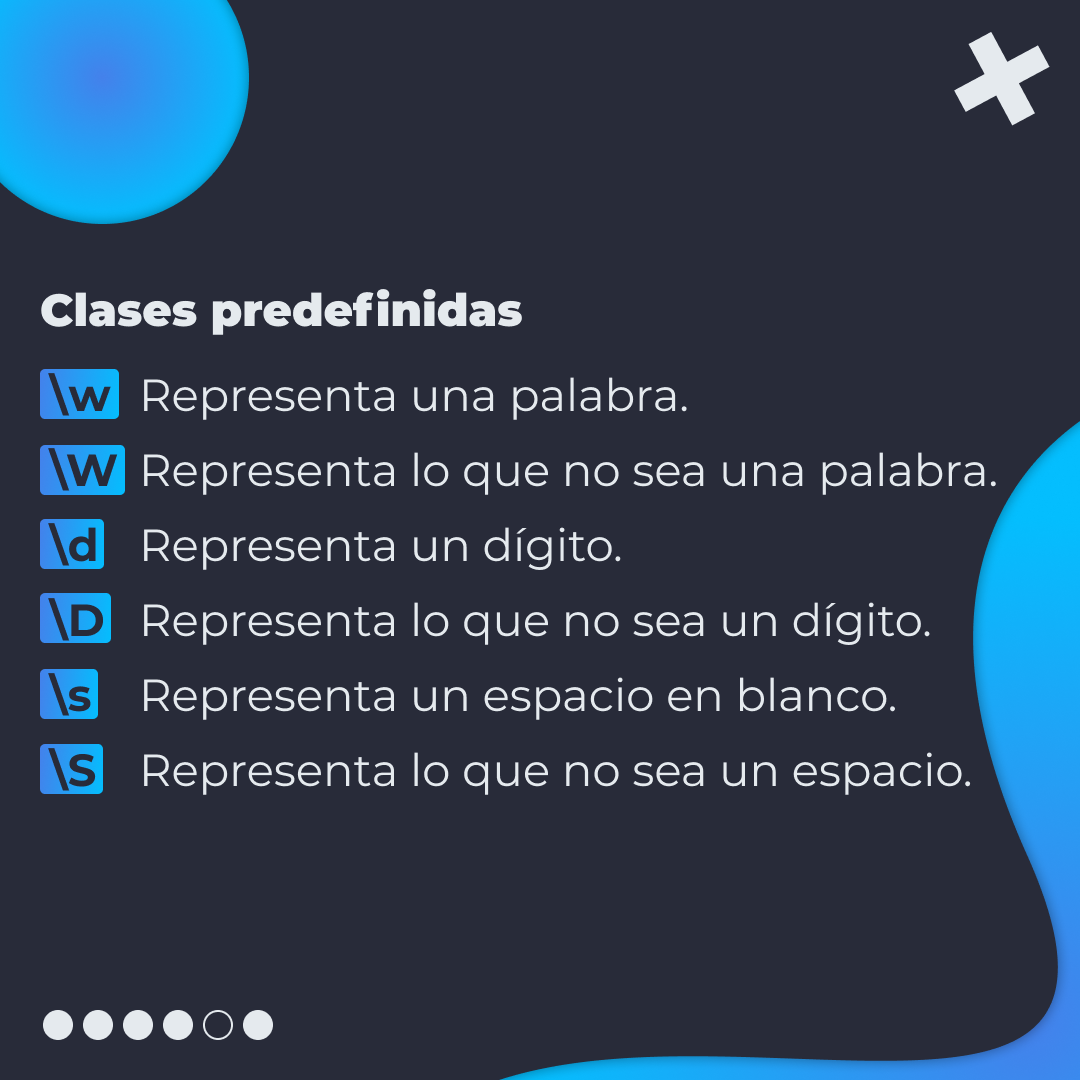 Clases predefinidas
\w Representa una palabra.
\W Representa lo que no sea una palabra.
\d Representa un dígito.
\D Representa lo que no sea un dígito.
\s Representa un espacio en blanco.
\S Representa lo que no sea un espacio.